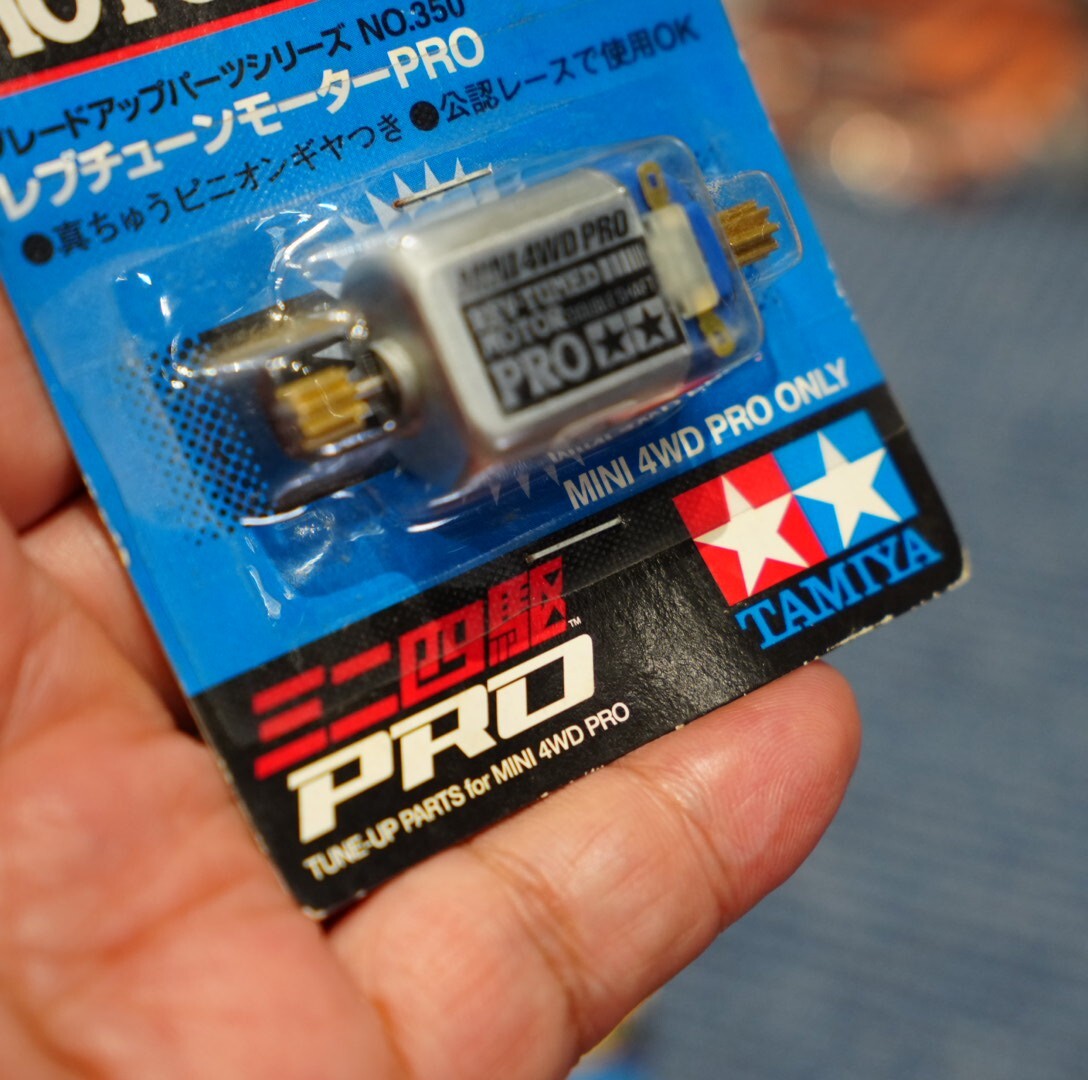 グレードアップパーツシリーズ NO.350
レブチューンモーターPRO
●真ちゅうピニオンギヤつき ●公認レースで使用OK
MINI 4WD PRO
REV-TUNED
MOTOR DOUBLE SHAFT
PRO
MINI 4WD PRO ONLY
TAMIYA
ミニ四駆™
PRO
TUNE-UP PARTS for MINI 4WD PRO